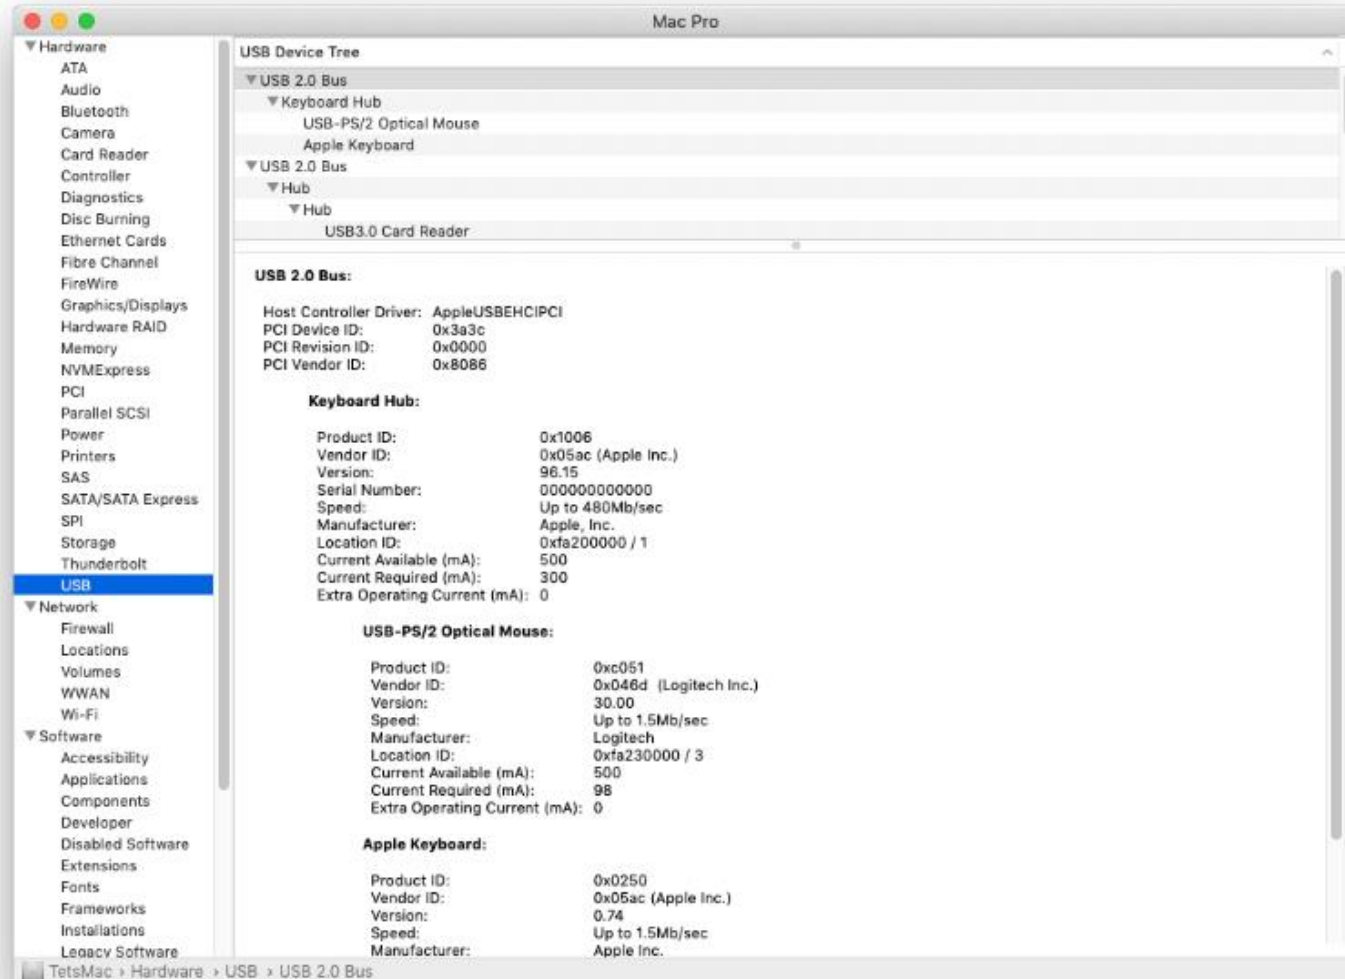 Mac Pro
Hardware
ATA
Audio
Bluetooth
Camera
Card Reader
Controller
Diagnostics
Disc Burning
Ethernet Cards
Fibre Channel
FireWire
Graphics/Displays
Hardware RAID
Memory
NVMExpress
PCI
Parallel SCSI
Power
Printers
SAS
SATA/SATA Express
SPI
Storage
Thunderbolt
USB
Network
Firewall
Locations
Volumes
WWAN
Wi-Fi
Software
Accessibility
Applications
Components
Developer
Disabled Software
Extensions
Fonts
Frameworks
Installations
Legacy Software
USB Device Tree
USB 2.0 Bus
Keyboard Hub
USB-PS/2 Optical Mouse
Apple Keyboard
USB 2.0 Bus
Hub
Hub
USB3.0 Card Reader
USB 2.0 Bus:
Host Controller Driver: AppleUSBEHCIPCI
PCI Device ID: 0x3a3c
PCI Revision ID: 0x0000
PCI Vendor ID: 0x8086
Keyboard Hub:
Product ID: 0x1006
Vendor ID: 0x05ac (Apple Inc.)
Version: 96.15
Serial Number: 000000000000
Speed: Up to 480Mb/sec
Manufacturer: Apple, Inc.
Location ID: 0xfa200000 / 1
Current Available (mA): 500
Current Required (mA): 300
Extra Operating Current (mA): 0
USB-PS/2 Optical Mouse:
Product ID: 0xc051
Vendor ID: 0x046d (Logitech Inc.)
Version: 30.00
Speed: Up to 1.5Mb/sec
Manufacturer: Logitech
Location ID: 0xfa230000 / 3
Current Available (mA): 500
Current Required (mA): 98
Extra Operating Current (mA): 0
Apple Keyboard:
Product ID: 0x0250
Vendor ID: 0x05ac (Apple Inc.)
Version: 0.74
Speed: Up to 1.5Mb/sec
Manufacturer: Apple Inc.
TetsMac › Hardware › USB › USB 2.0 Bus